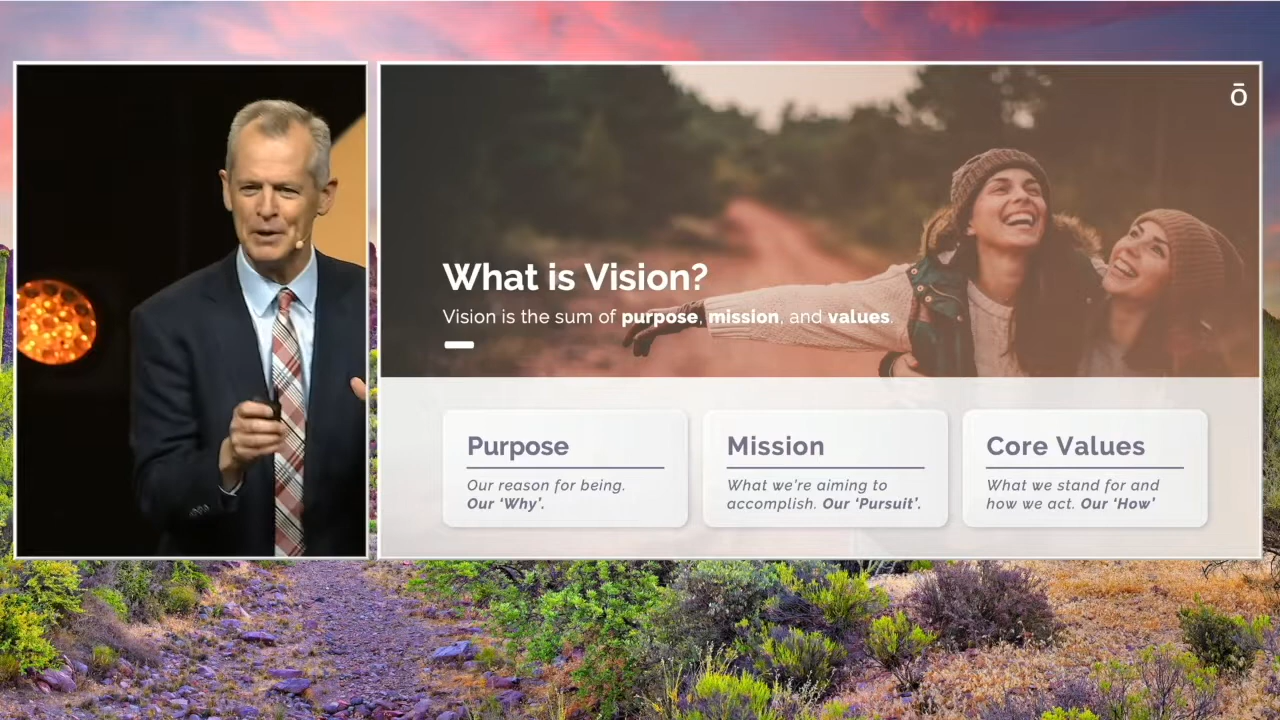 ō
What is Vision?
Vision is the sum of purpose, mission, and values.
Purpose
Our reason for being.
Our ‘Why’.
Mission
What we’re aiming to
accomplish. Our ‘Pursuit’.
Core Values
What we stand for and
how we act. Our ‘How’